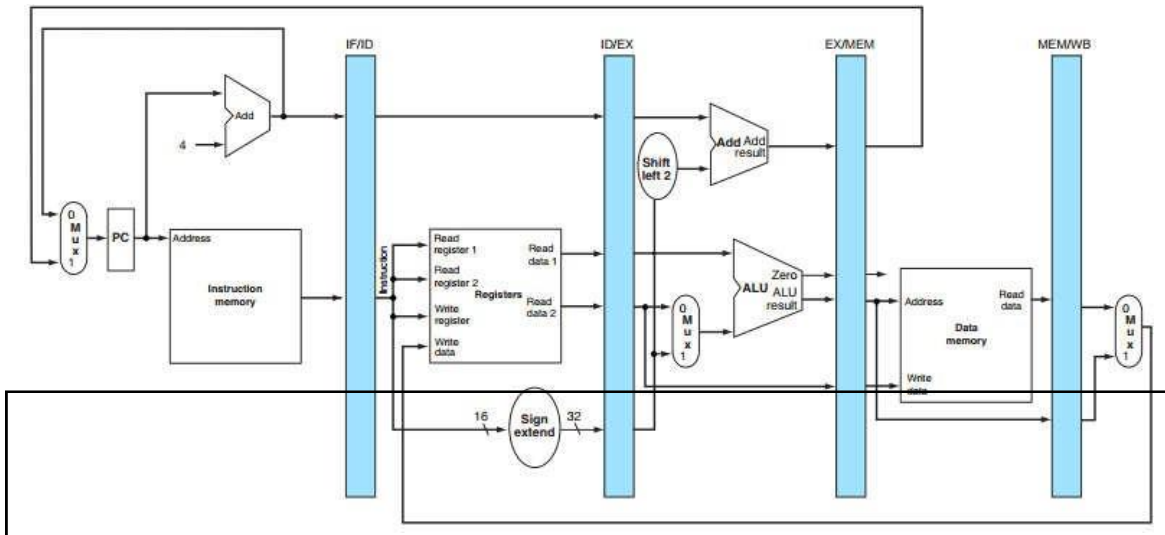 IF/ID
ID/EX
EX/MEM
MEM/WB
Add
4
Shift
left 2
Add Add
result
0
M
u
x
1
PC
Address
Instruction
memory
Instruction
Read
register 1
Read
register 2
Write
register
Write
data
Registers
Read
data 1
Read
data 2
0
M
u
x
1
Zero
ALU ALU
result
Address
Read
data
Data
memory
Write
data
0
M
u
x
1
16
Sign
extend
32